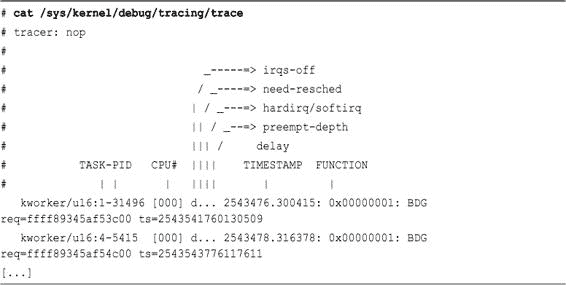 # cat /sys/kernel/debug/tracing/trace
# tracer: nop
#
#                              _-----=> irqs-off
#                             / _----=> need-resched
#                            | / _---=> hardirq/softirq
#                            || / _--=> preempt-depth
#                            ||| /     delay
#           TASK-PID   CPU#  ||||    TIMESTAMP  FUNCTION
#              | |       |   ||||       |         |
   kworker/u16:1-31496 [000] d... 2543476.300415: 0x00000001: BDG
req=ffff89345af53c00 ts=2543541760130509
   kworker/u16:4-5415  [000] d... 2543478.316378: 0x00000001: BDG
req=ffff89345af54c00 ts=2543543776117611
[...]